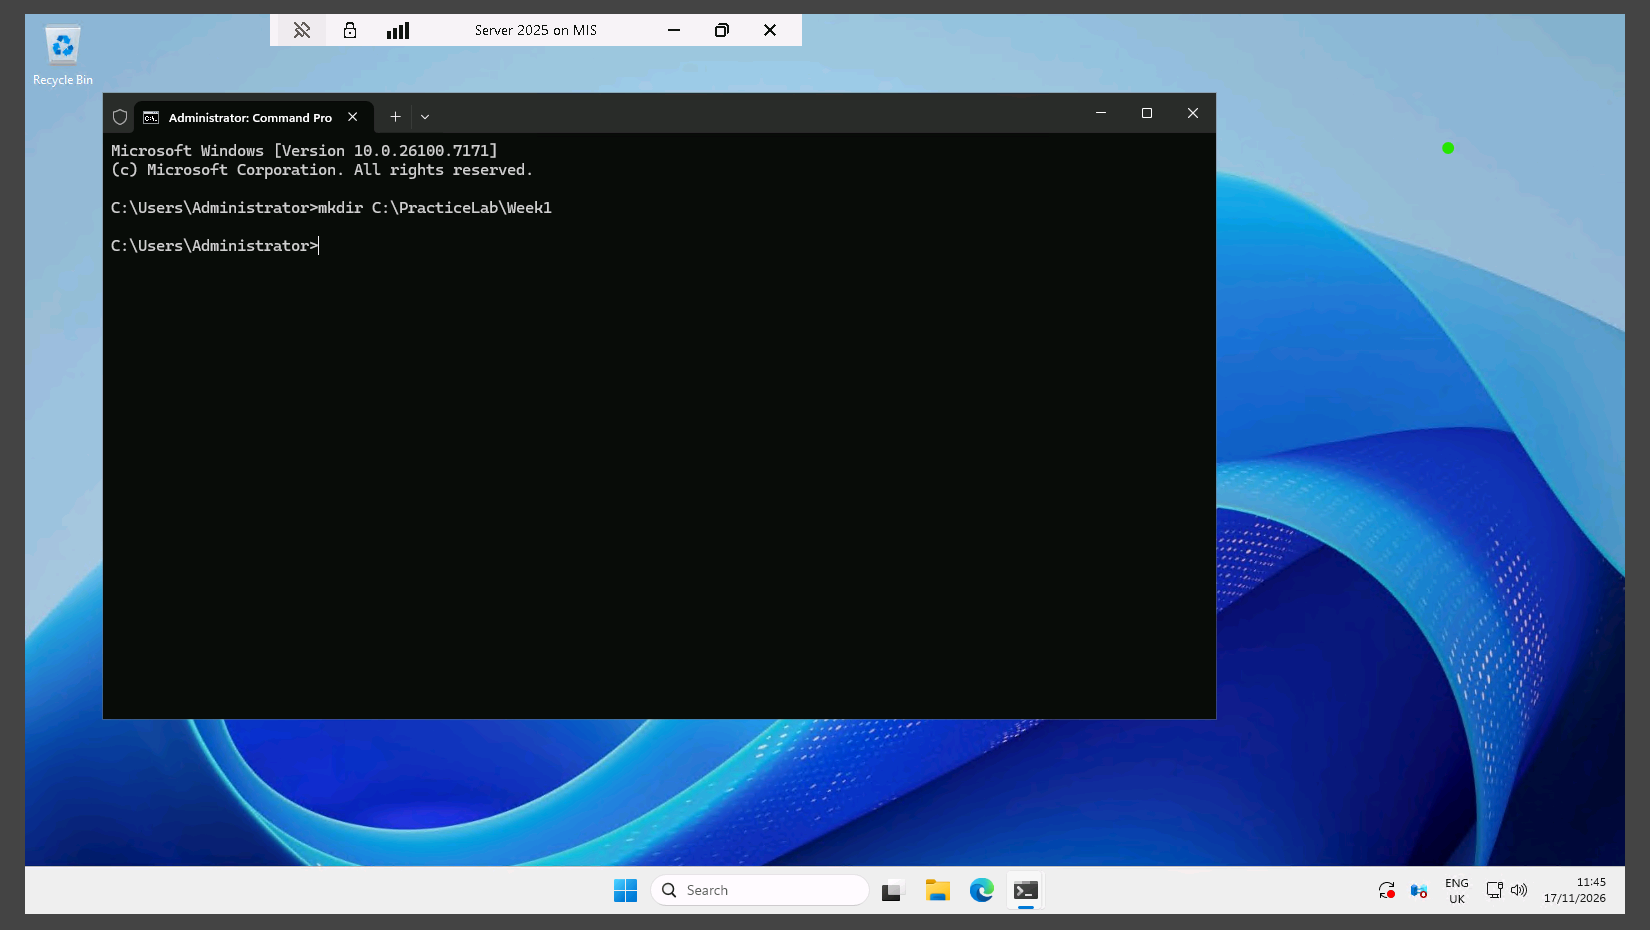 Server 2025 on MIS
Recycle Bin
Administrator: Command Pro
Microsoft Windows [Version 10.0.26100.7171]
(c) Microsoft Corporation. All rights reserved.
C:\Users\Administrator>mkdir C:\PracticeLab\Week1
C:\Users\Administrator>
Search
ENG
UK
11:45
17/11/2026